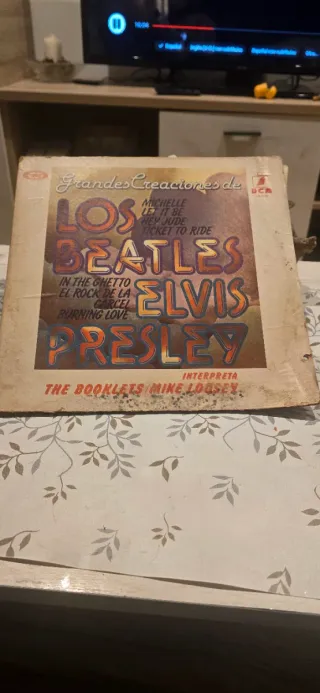 Grandes Creaciones de
LOS
BEATLES
MICHELLE
LET IT BE
HEY JUDE
TICKET TO RIDE
IN THE GHETTO
EL ROCK DE LA
CARCEL
BURNING LOVE
ELVIS
PRESLEY
INTERPRETA
THE BOOKLETS/MIKE LOBSEY